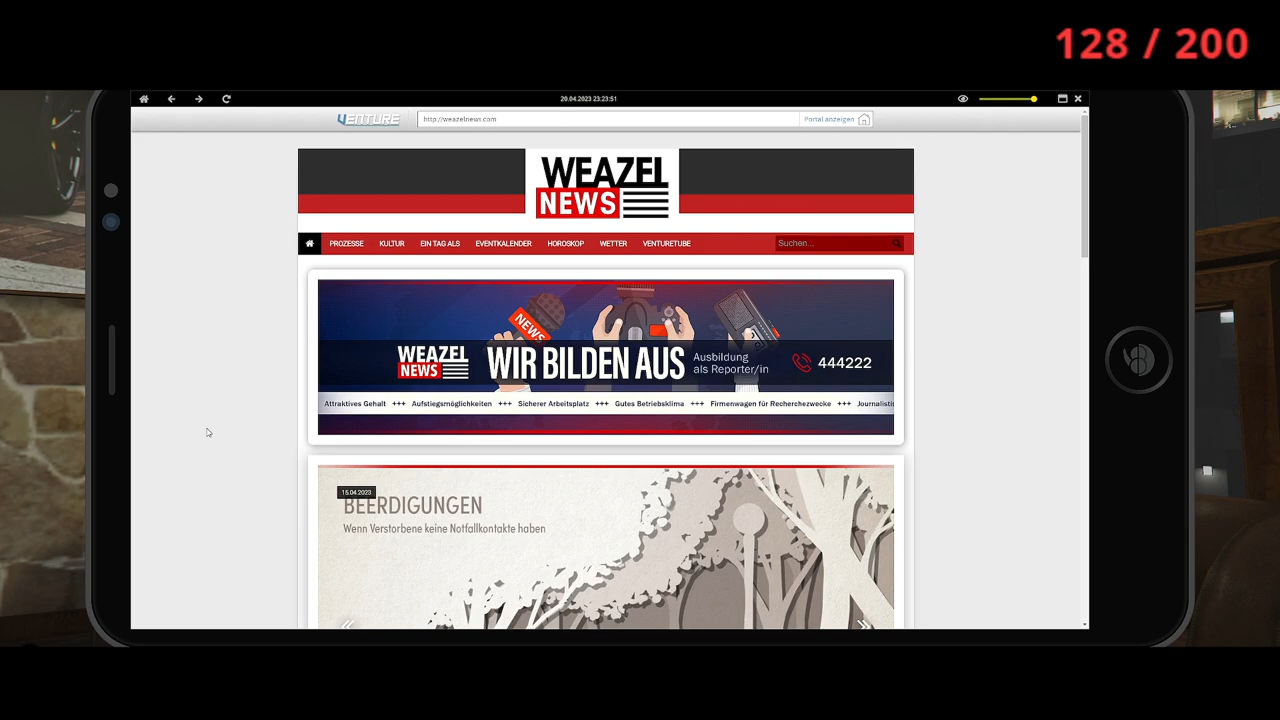 128 / 200
20.04.2023 23:23:51
VENTURE
http://weazelnews.com
Portal anzeigen
WEAZEL
NEWS
PROZESSE KULTUR EIN TAG ALS EVENTKALENDER HOROSKOP WETTER VENTURETUBE
Suchen...
NEWS
WEAZEL
NEWS
WIR BILDEN AUS
Ausbildung
als Reporter/in
444222
Attraktives Gehalt +++ Aufstiegsmöglichkeiten +++ Sicherer Arbeitsplatz +++ Gutes Betriebsklima +++ Firmenwagen für Recherchezwecke +++ Journalistis
15.04.2023
BEERDIGUNGEN
Wenn Verstorbene keine Notfallkontakte haben